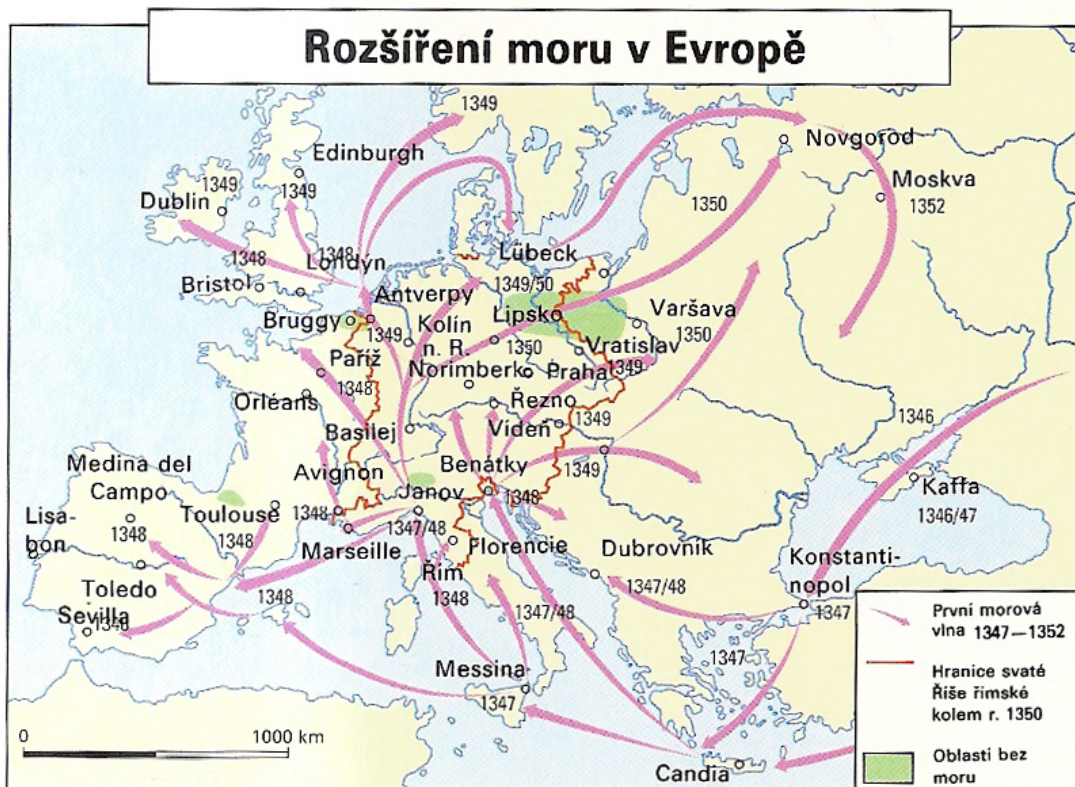 Rozšíření moru v Evropě
1349
Novgorod
Edinburgh
1349
1349
Dublin
Moskva
1350
1352
1348
1348
Londýn
Lübeck
Bristol
1349/50
Antverpy
Bruggy
Lipsko
Varšava
1349
Kolín
n. R.
1350
1350
Vratislav
Paříž
1348
Norimberk
Praha
1349
Orléans
Řezno
1346
Basilej
Vídeň
1349
Medina del
Campo
Avignon
Benátky
1349
Janov
1348
Kaffa
1346/47
Lisa-
bon
1348
Toulouse
1348
1348
1347/48
Marseille
Florencie
Dubrovník
Konstanti-
nopol
Toledo
Řím
1348
1348
1347/48
1347
Sevilla
1348
1347/48
1347
Messina
1347
Candia
0
1000 km
První morová
vlna 1347—1352
Hranice svaté
Říše římské
kolem r. 1350
Oblasti bez
moru